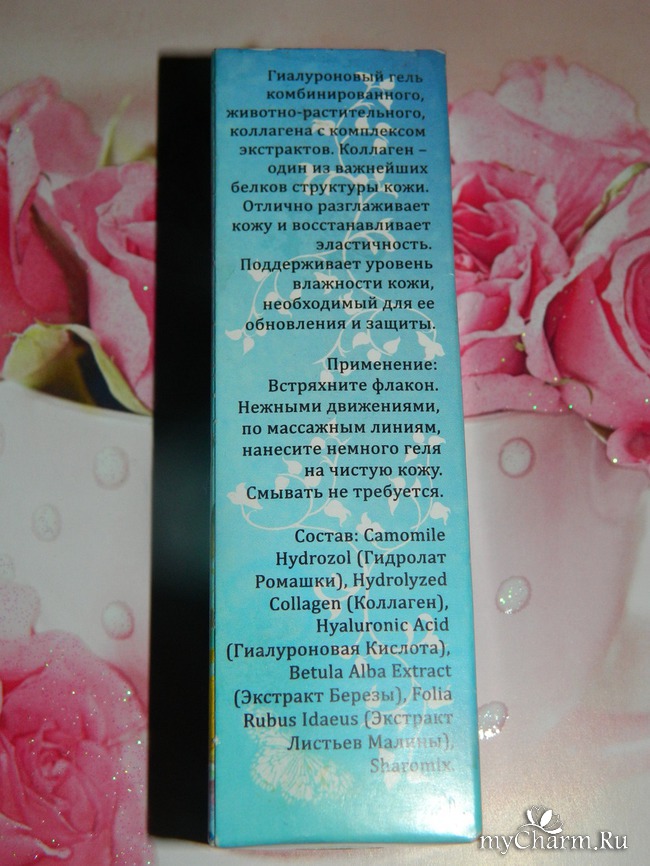 Гиалуроновый гель
комбинированного,
животно-растительного,
коллагена с комплексом
экстрактов. Коллаген –
один из важнейших
белков структуры кожи.
Отлично разглаживает
кожу и восстанавливает
эластичность.
Поддерживает уровень
влажности кожи,
необходимый для ее
обновления и защиты.
Применение:
Встряхните флакон.
Нежными движениями,
по массажным линиям,
нанесите немного геля
на чистую кожу.
Смывать не требуется.
Состав: Camomile
Hydrozol (Гидролат
Ромашки), Hydrolyzed
Collagen (Коллаген),
Hyaluronic Acid
(Гиалуроновая Кислота),
Betula Alba Extract
(Экстракт Березы), Folia
Rubus Idaeus (Экстракт
Листьев Малины),
Sharomix.
myCharm.Ru